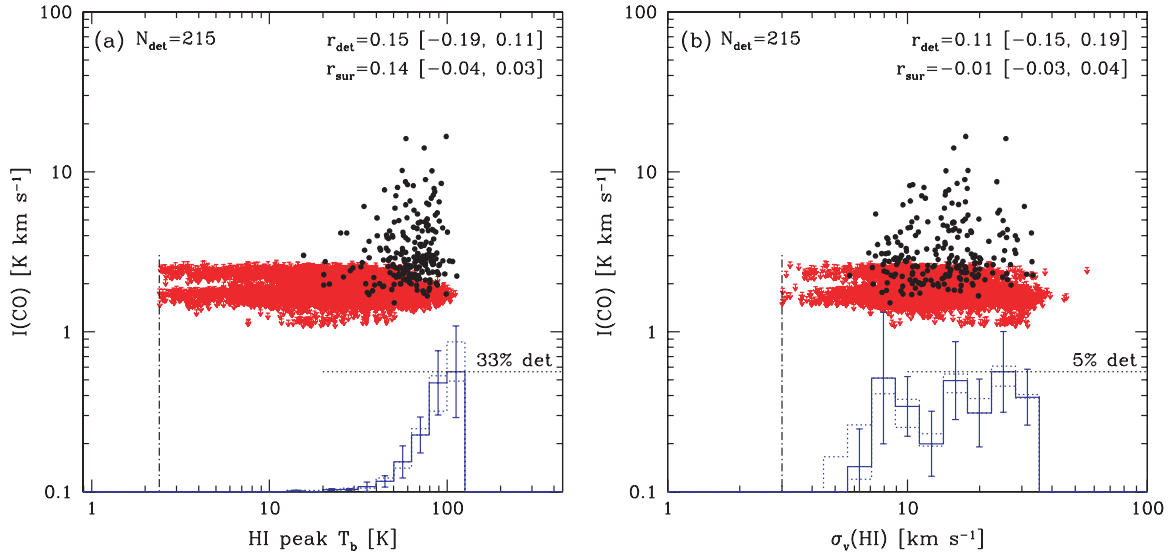 (a) N_det=215
r_det=0.15 [−0.19, 0.11]
r_sur=0.14 [−0.04, 0.03]
100
10
1
0.1
I(CO) [K km s⁻¹]
33% det
1 10 100
HI peak T_b [K]
(b) N_det=215
r_det=0.11 [−0.15, 0.19]
r_sur=−0.01 [−0.03, 0.04]
100
10
1
0.1
I(CO) [K km s⁻¹]
5% det
1 10 100
σ_v(HI) [km s⁻¹]